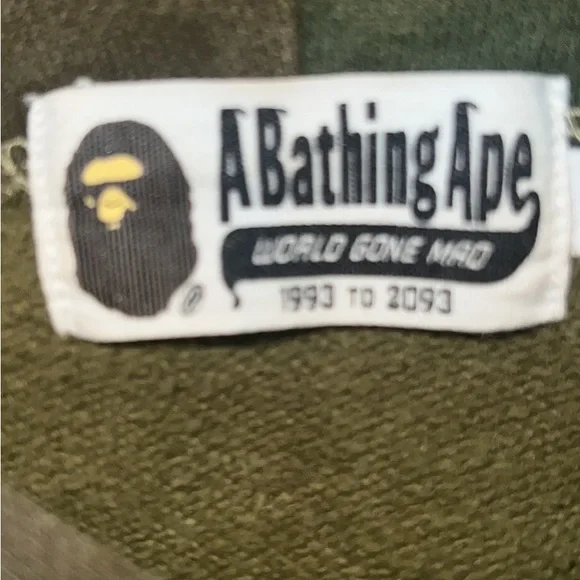 A Bathing Ape
WORLD GONE MAD
1993 TO 2093
®